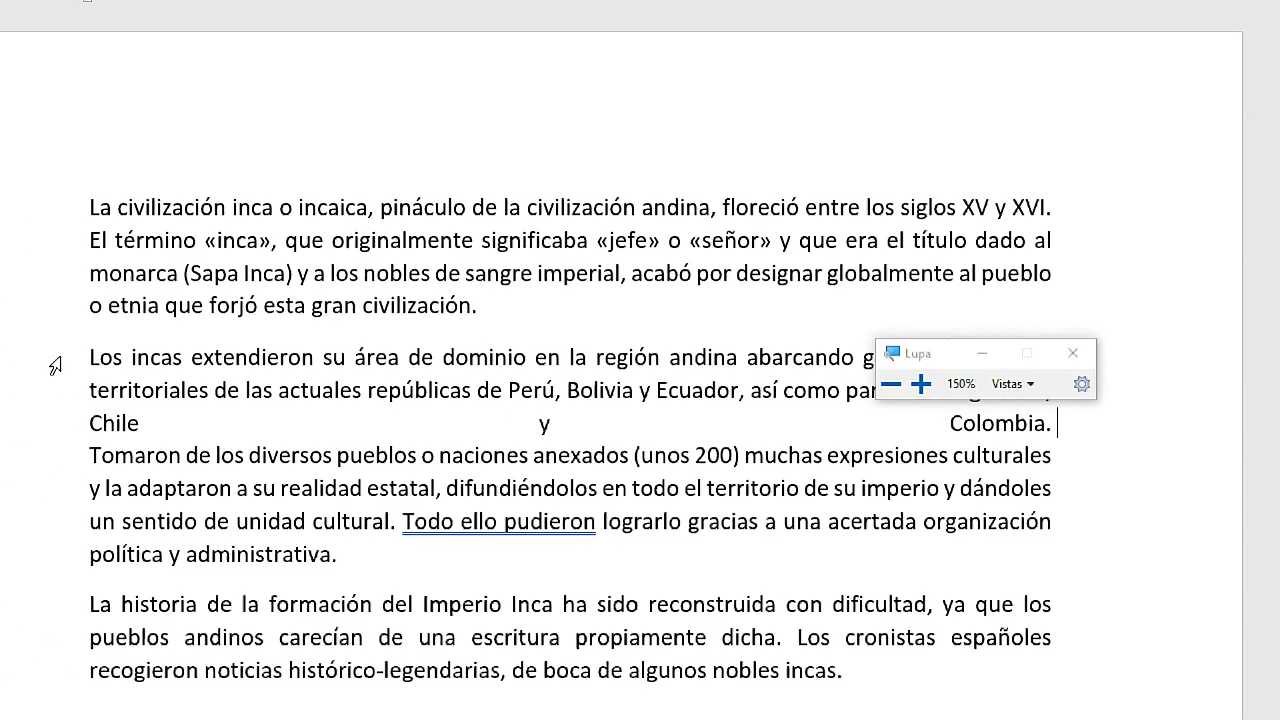 La civilización inca o incaica, pináculo de la civilización andina, floreció entre los siglos XV y XVI.
El término «inca», que originalmente significaba «jefe» o «señor» y que era el título dado al
monarca (Sapa Inca) y a los nobles de sangre imperial, acabó por designar globalmente al pueblo
o etnia que forjó esta gran civilización.
Los incas extendieron su área de dominio en la región andina abarcando
Lupa
territoriales de las actuales repúblicas de Perú, Bolivia y Ecuador, así como
150% Vistas
Chile y Colombia.
Tomaron de los diversos pueblos o naciones anexados (unos 200) muchas expresiones culturales
y la adaptaron a su realidad estatal, difundiéndolos en todo el territorio de su imperio y dándoles
un sentido de unidad cultural. Todo ello pudieron lograrlo gracias a una acertada organización
política y administrativa.
La historia de la formación del Imperio Inca ha sido reconstruida con dificultad, ya que los
pueblos andinos carecían de una escritura propiamente dicha. Los cronistas españoles
recogieron noticias histórico-legendarias, de boca de algunos nobles incas.